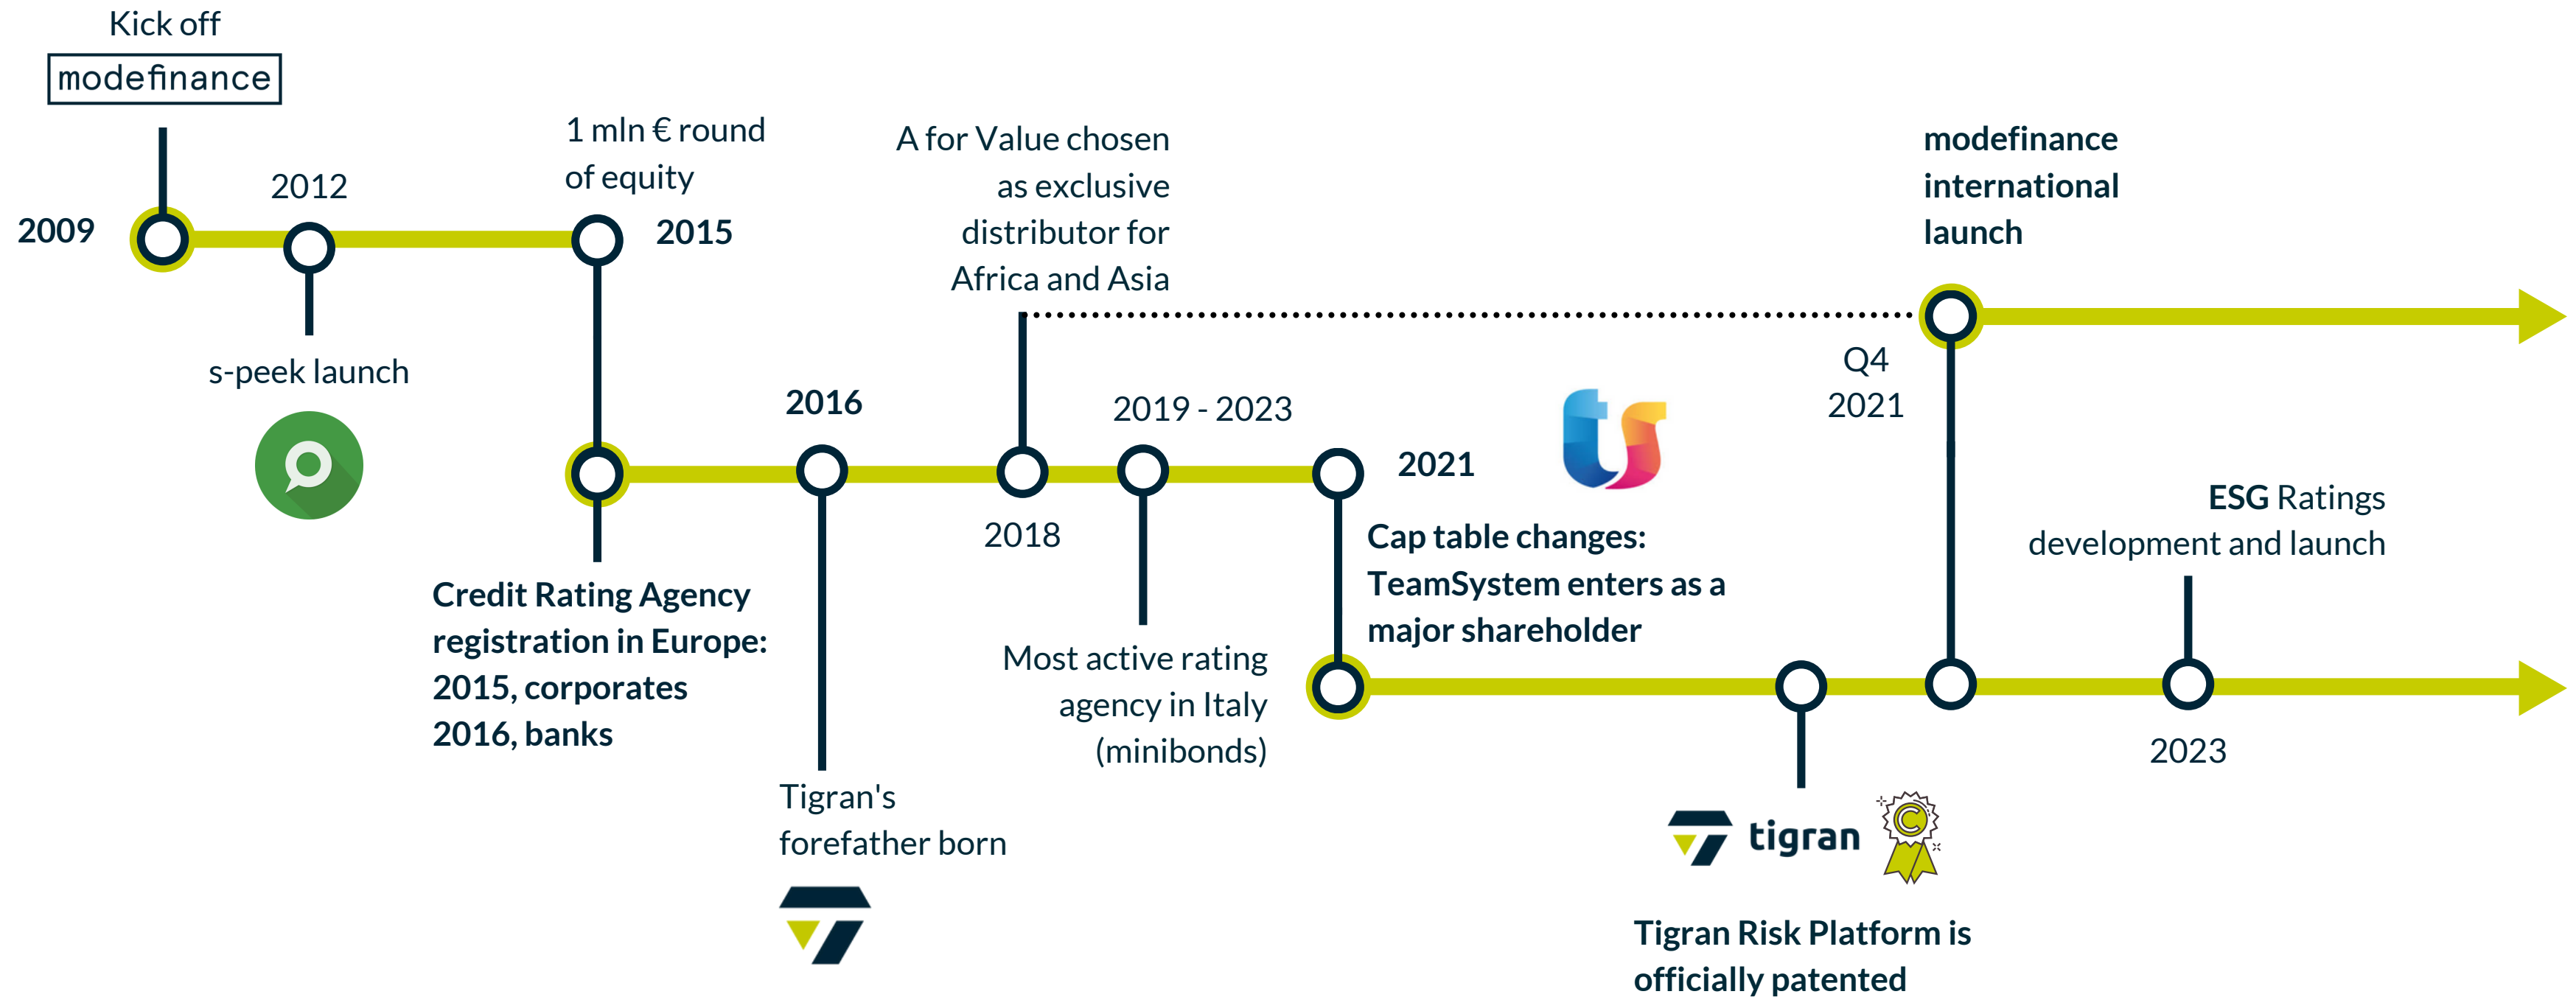 Kick off
modefinance
2009
2012
s-peek launch
1 mln € round
of equity
2015
Credit Rating Agency
registration in Europe:
2015, corporates
2016, banks
2016
Tigran's
forefather born
A for Value chosen
as exclusive
distributor for
Africa and Asia
2018
2019 - 2023
Most active rating
agency in Italy
(minibonds)
2021
ts
Cap table changes:
TeamSystem enters as a
major shareholder
modefinance
international
launch
Q4
2021
tigran
C
Tigran Risk Platform is
officially patented
ESG Ratings
development and launch
2023